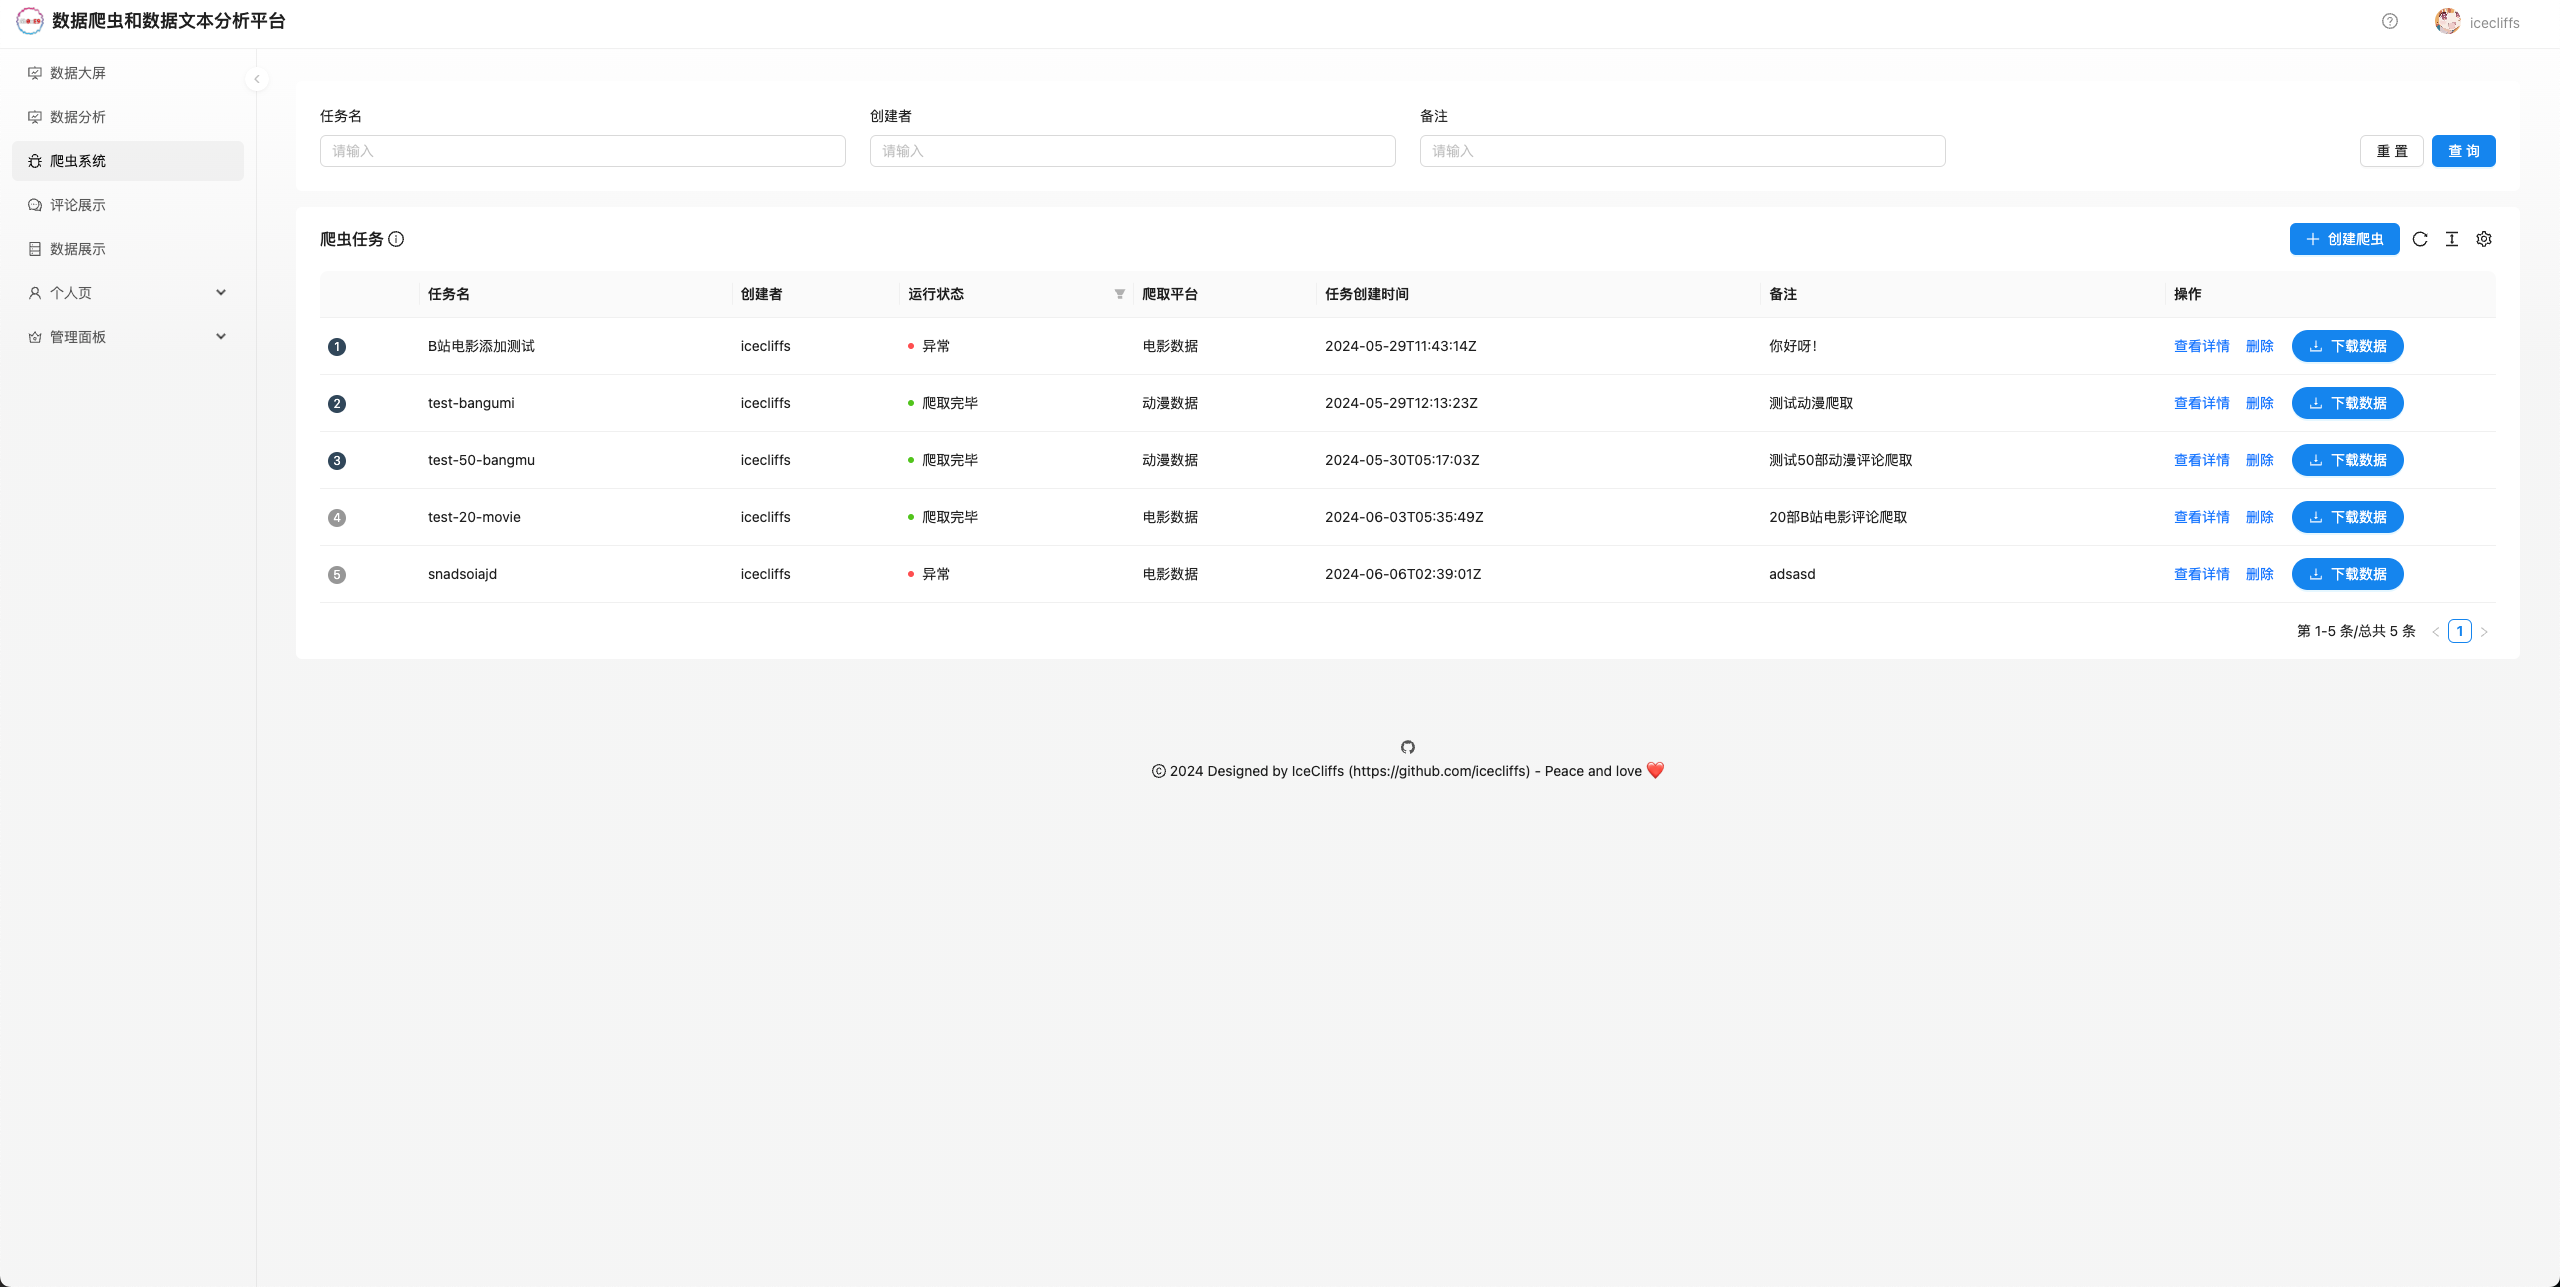 数据爬虫和数据文本分析平台
icecliffs
数据大屏
数据分析
爬虫系统
评论展示
数据展示
个人页
管理面板
任务名 创建者 备注
请输入 请输入 请输入 重 置 查 询
爬虫任务 创建爬虫
任务名 创建者 运行状态 爬取平台 任务创建时间 备注 操作
1 B站电影添加测试 icecliffs 异常 电影数据 2024-05-29T11:43:14Z 你好呀！ 查看详情 删除 下载数据
2 test-bangumi icecliffs 爬取完毕 动漫数据 2024-05-29T12:13:23Z 测试动漫爬取 查看详情 删除 下载数据
3 test-50-bangmu icecliffs 爬取完毕 动漫数据 2024-05-30T05:17:03Z 测试50部动漫评论爬取 查看详情 删除 下载数据
4 test-20-movie icecliffs 爬取完毕 电影数据 2024-06-03T05:35:49Z 20部B站电影评论爬取 查看详情 删除 下载数据
5 snadsoiajd icecliffs 异常 电影数据 2024-06-06T02:39:01Z adsasd 查看详情 删除 下载数据
第 1-5 条/总共 5 条 1
© 2024 Designed by IceCliffs (https://github.com/icecliffs) - Peace and love ❤️